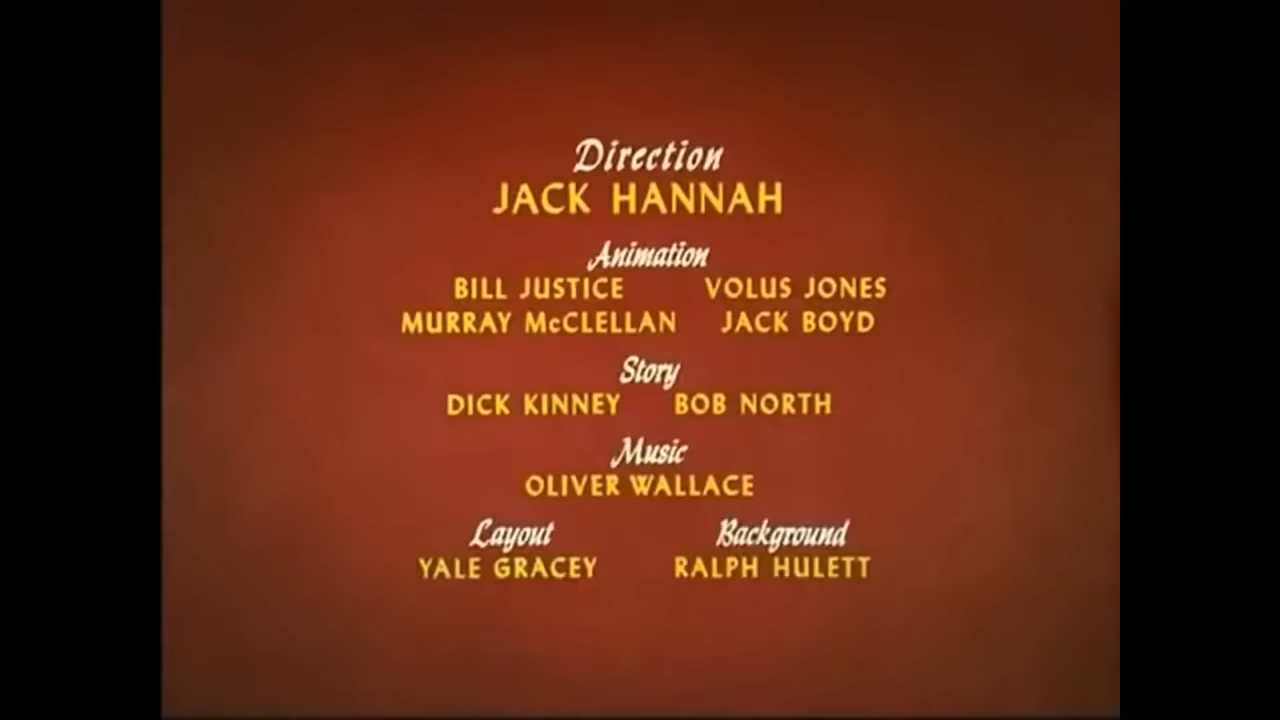 Direction
JACK HANNAH
Animation
BILL JUSTICE VOLUS JONES
MURRAY McCLELLAN JACK BOYD
Story
DICK KINNEY BOB NORTH
Music
OLIVER WALLACE
Layout Background
YALE GRACEY RALPH HULETT